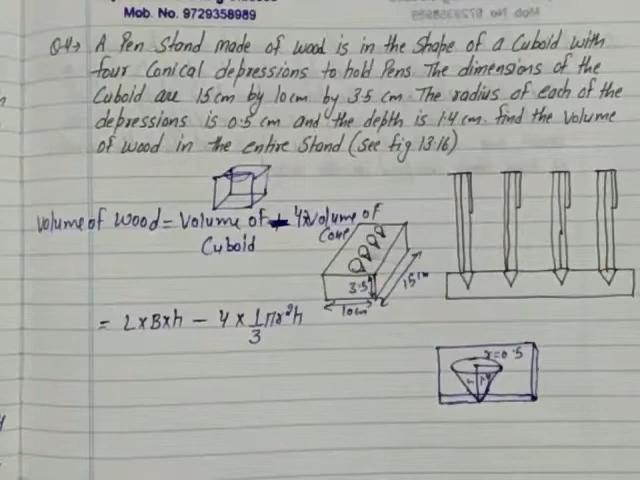 Mob. No. 9729358989
Q4→ A Pen Stand made of wood is in the Shape of a Cuboid with
four Conical depressions to hold Pens. The dimensions of the
Cuboid are 15cm by 10cm by 3.5 cm. The radius of each of the
depressions is 0.5 cm and the depth is 1.4 cm. find the Volume
of wood in the entire Stand (See fig 13.16)
Volume of Wood = Volume of - 4x Volume of
Cuboid
Cone
3.5
10cm
15cm
= L×B×h - 4 × 1/3 πr²h
r=0.5